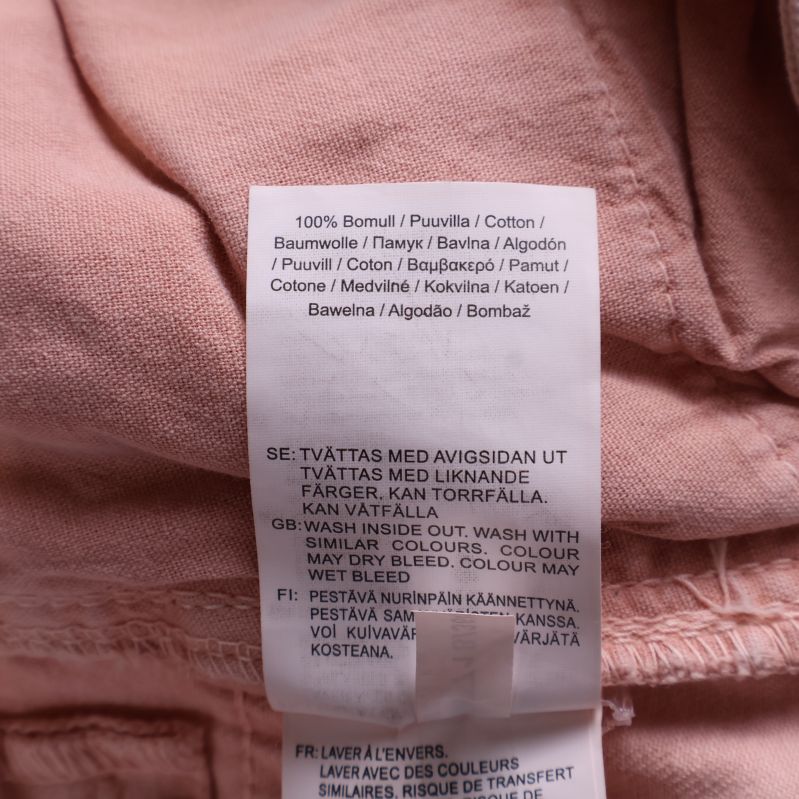 100% Bomull / Puuvilla / Cotton /
Baumwolle / Памук / Bavlna / Algodón
/ Puuvill / Coton / Βαμβακερό / Pamut /
Cotone / Medvilné / Kokvilna / Katoen /
Bawelna / Algodão / Bombaž
SE: TVÄTTAS MED AVIGSIDAN UT
TVÄTTAS MED LIKNANDE
FÄRGER. KAN TORRFÄLLA.
KAN VÅTFÄLLA
GB: WASH INSIDE OUT. WASH WITH
SIMILAR COLOURS. COLOUR
MAY DRY BLEED. COLOUR MAY
WET BLEED
FI: PESTÄVÄ NURINPÄIN KÄÄNNETTYNÄ.
PESTÄVÄ KANSSA.
VOI
KOSTEANA.
FR: LAVER À L'ENVERS.
LAVER AVEC DES COULEURS
SIMILAIRES. RISQUE DE TRANSFERT